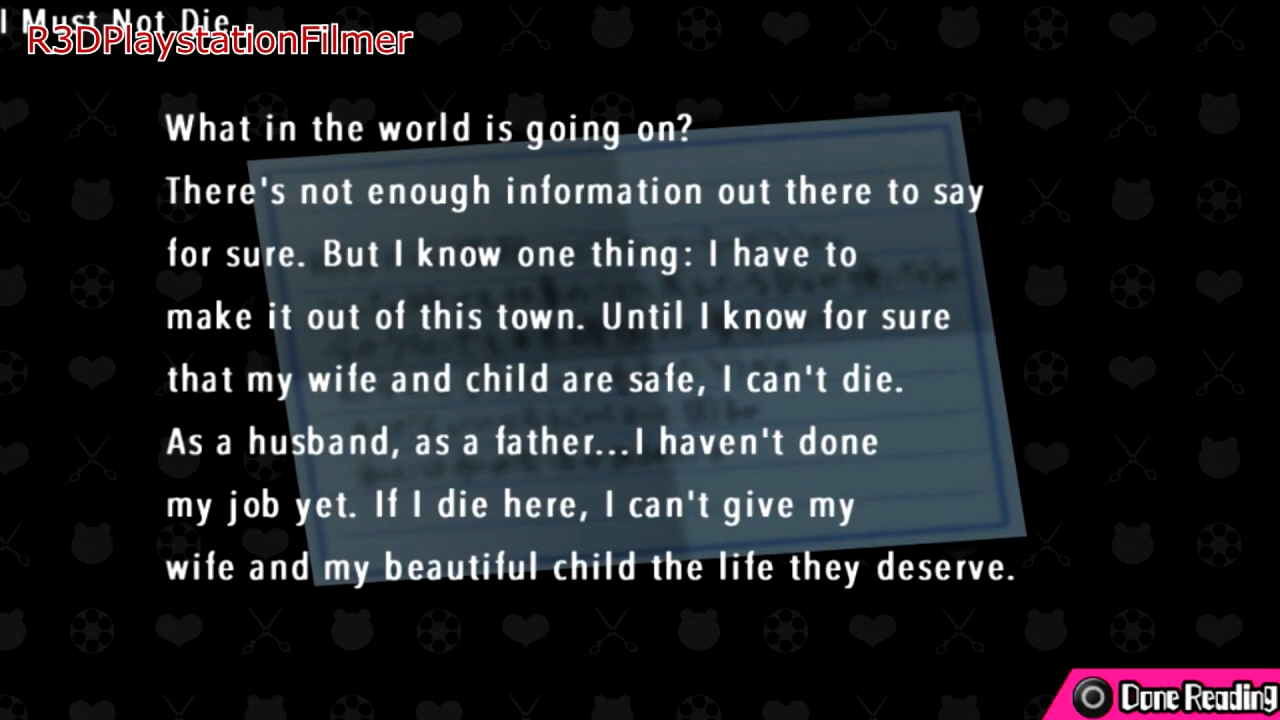 I Must Not Die
R3DPlaystationFilmer
What in the world is going on?
There's not enough information out there to say
for sure. But I know one thing: I have to
make it out of this town. Until I know for sure
that my wife and child are safe, I can't die.
As a husband, as a father...I haven't done
my job yet. If I die here, I can't give my
wife and my beautiful child the life they deserve.
Done Reading